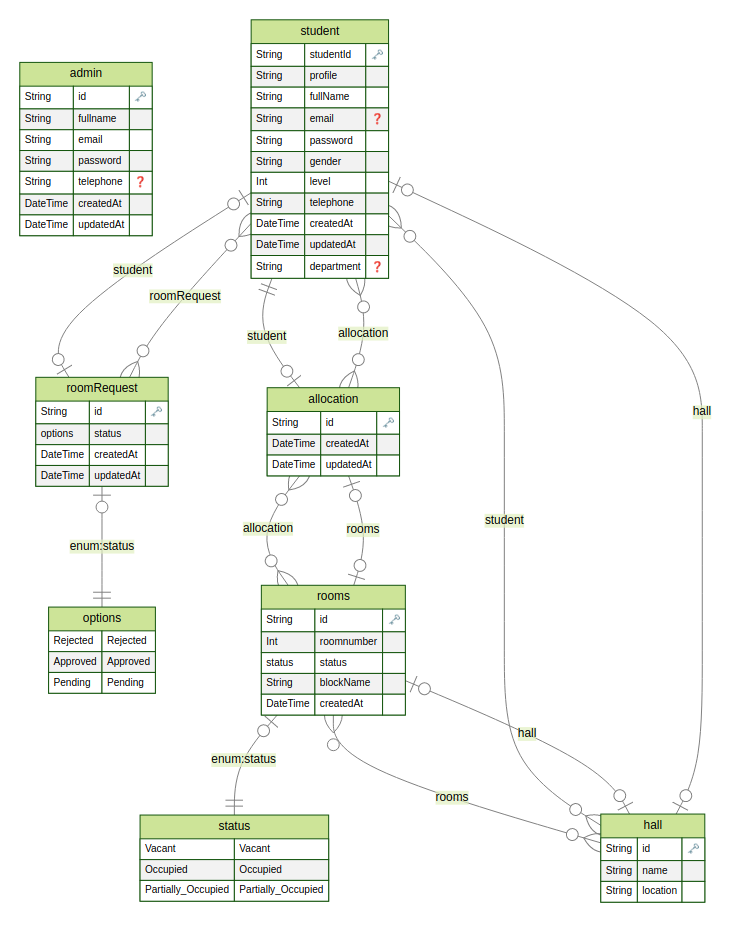 student
String studentId 🗝
String profile
String fullName
String email ❓
String password
String gender
Int level
String telephone
DateTime createdAt
DateTime updatedAt
String department ❓
admin
String id 🗝
String fullname
String email
String password
String telephone ❓
DateTime createdAt
DateTime updatedAt
student
roomRequest
student
allocation
hall
roomRequest
String id 🗝
options status
DateTime createdAt
DateTime updatedAt
allocation
String id 🗝
DateTime createdAt
DateTime updatedAt
student
allocation
rooms
enum:status
rooms
String id 🗝
Int roomnumber
status status
String blockName
DateTime createdAt
options
Rejected Rejected
Approved Approved
Pending Pending
hall
enum:status
rooms
status
Vacant Vacant
Occupied Occupied
Partially_Occupied Partially_Occupied
hall
String id 🗝
String name
String location